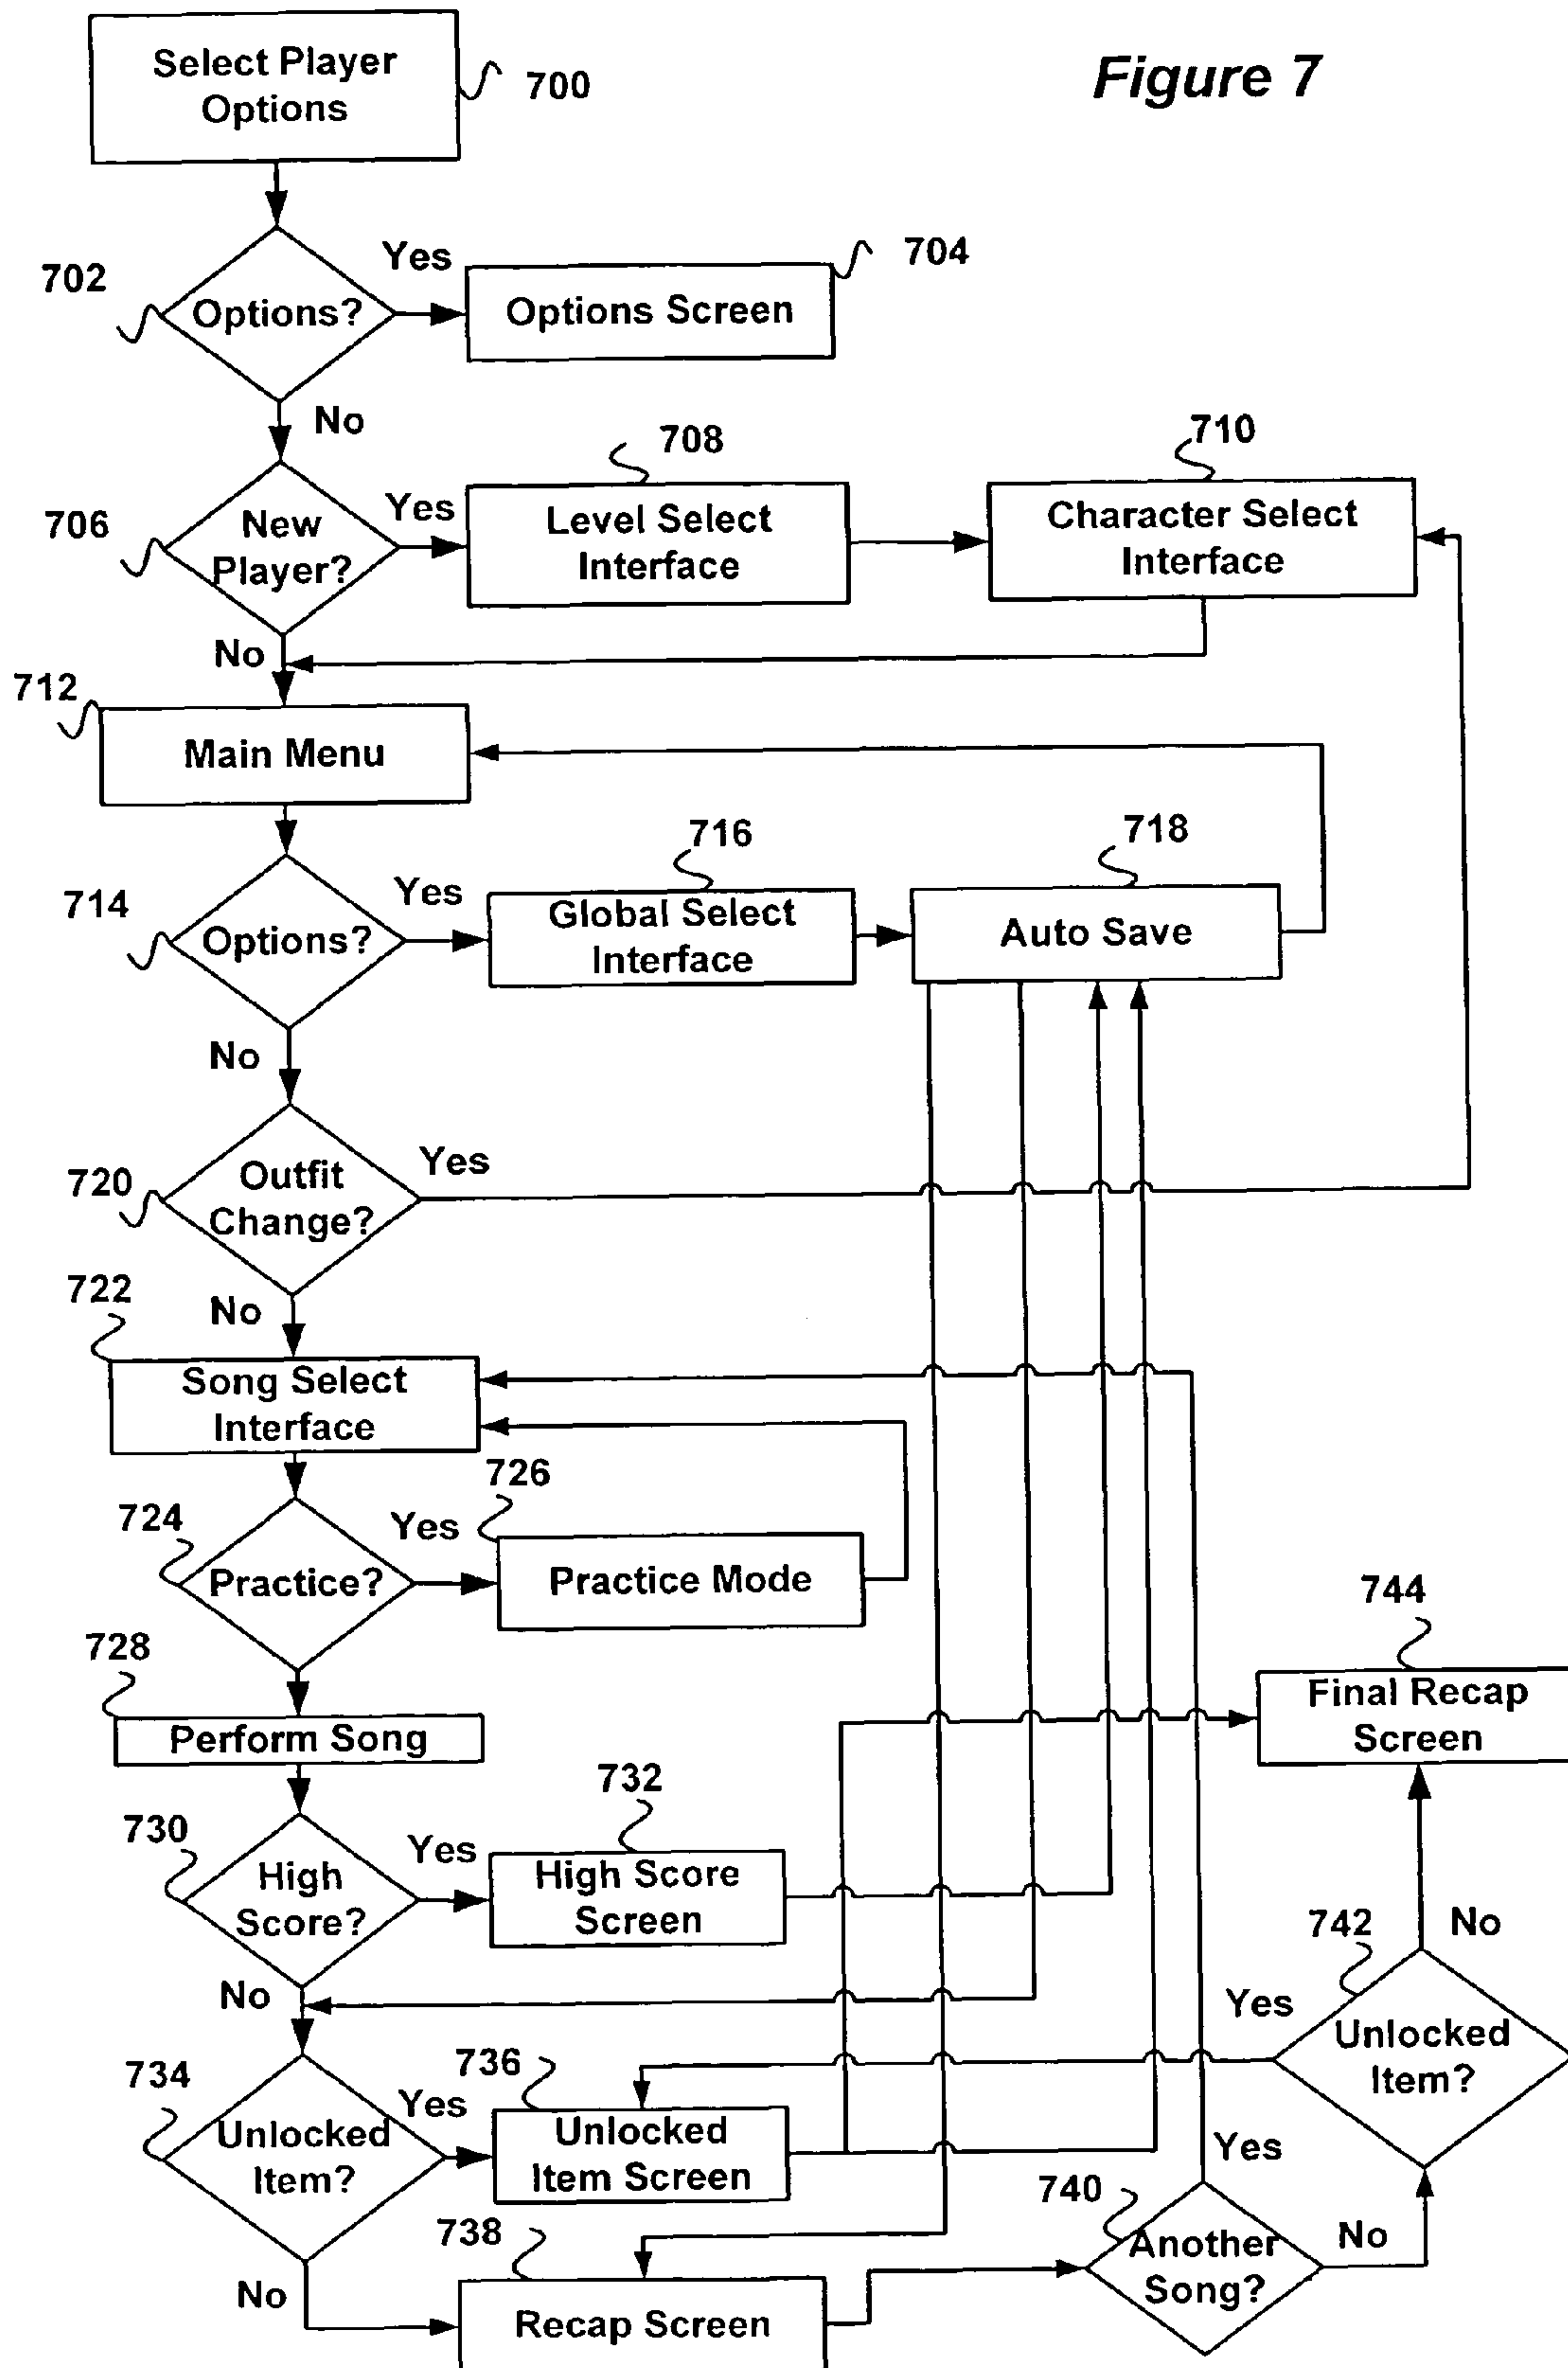 Figure 7
Select Player
Options
700
702
Options?
Yes
704
Options Screen
No
706
New
Player?
Yes
708
Level Select
Interface
710
Character Select
Interface
No
712
Main Menu
714
Options?
Yes
716
Global Select
Interface
718
Auto Save
No
720
Outfit
Change?
Yes
No
722
Song Select
Interface
724
Practice?
Yes
726
Practice Mode
728
Perform Song
730
High
Score?
Yes
732
High Score
Screen
No
734
Unlocked
Item?
Yes
736
Unlocked
Item Screen
No
738
Recap Screen
740
Another
Song?
Yes
No
742
Unlocked
Item?
Yes
No
744
Final Recap
Screen